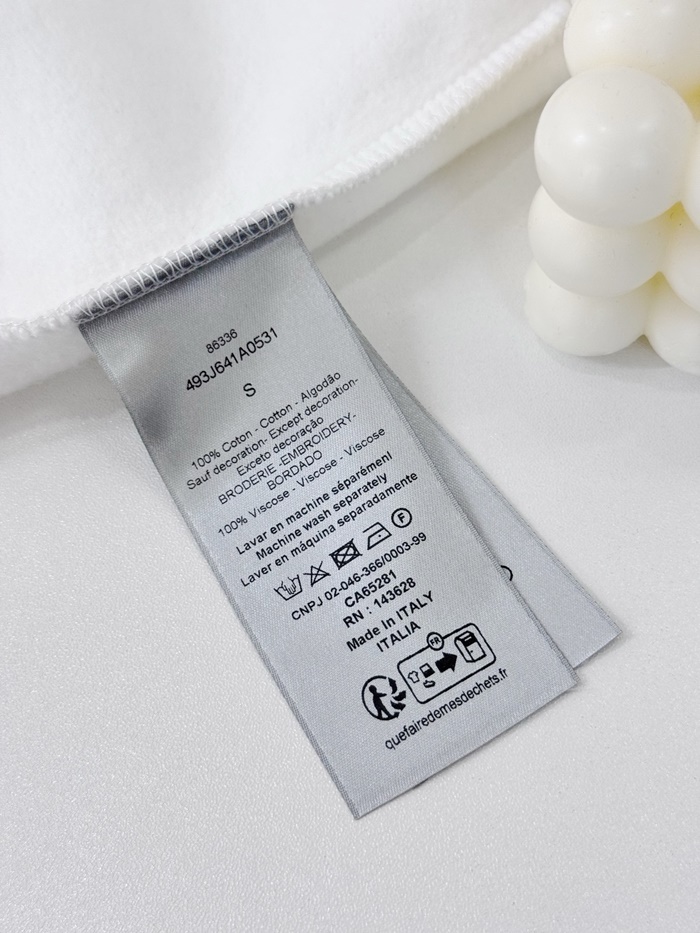 86336
493J641A0531
S
100% Coton - Cotton - Algodão
Sauf decoration- Except decoration-
Exceto decoração
BRODERIE -EMBROIDERY-
BORDADO
100% Viscose - Viscose - Viscose
Lavar en machine séparémenl
Machine wash separately
Laver en máquina separadamente
F
CNPJ 02-046-366/0003-99
CA65281
RN : 143628
Made In ITALY
ITALIA
FR
quefairedemesdechets.fr